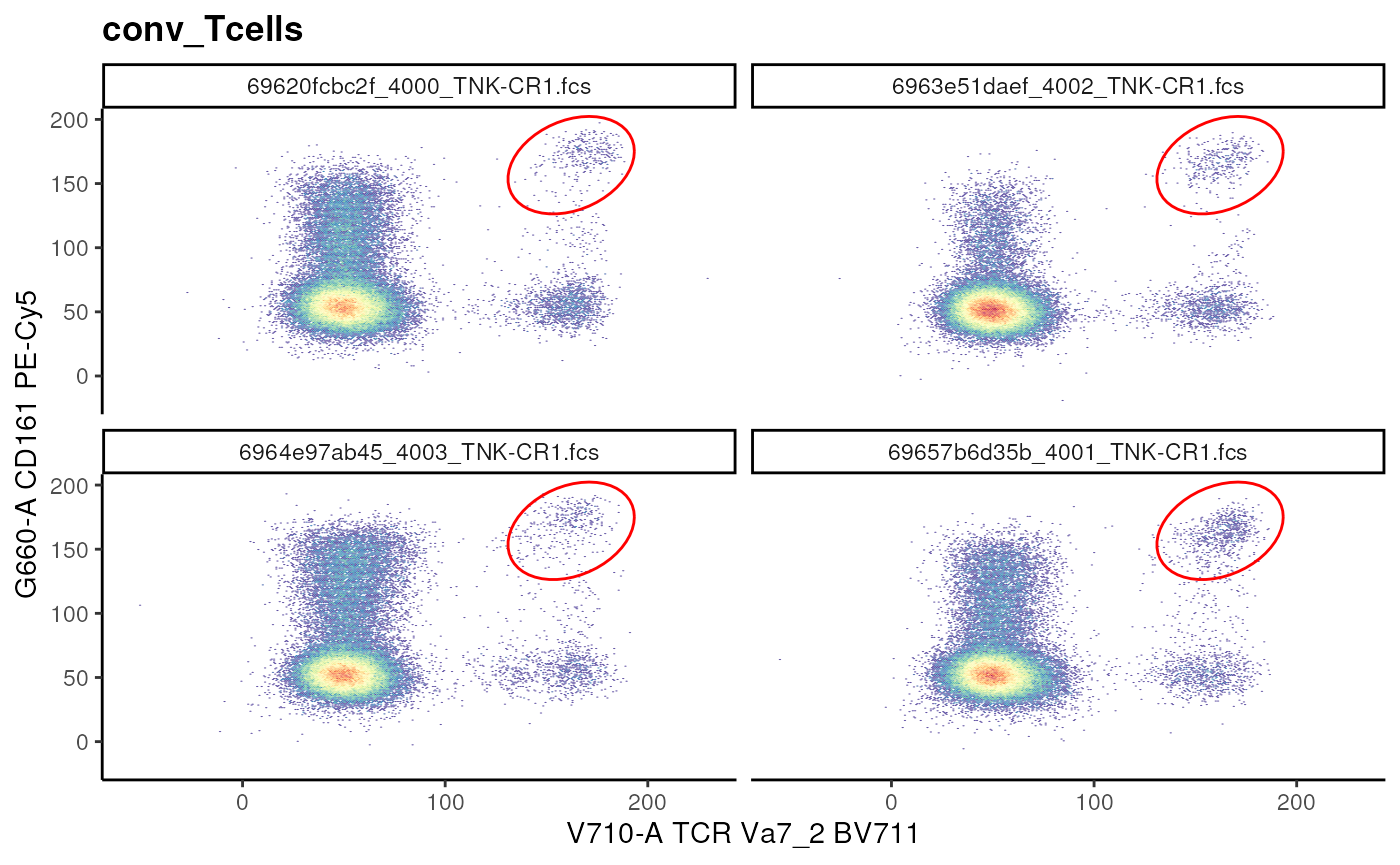 conv_Tcells
69620fcbc2f_4000_TNK-CR1.fcs
6963e51daef_4002_TNK-CR1.fcs
200
150
100
50
0
6964e97ab45_4003_TNK-CR1.fcs
69657b6d35b_4001_TNK-CR1.fcs
200
150
100
50
0
G660-A CD161 PE-Cy5
0 100 200
0 100 200
V710-A TCR Va7_2 BV711